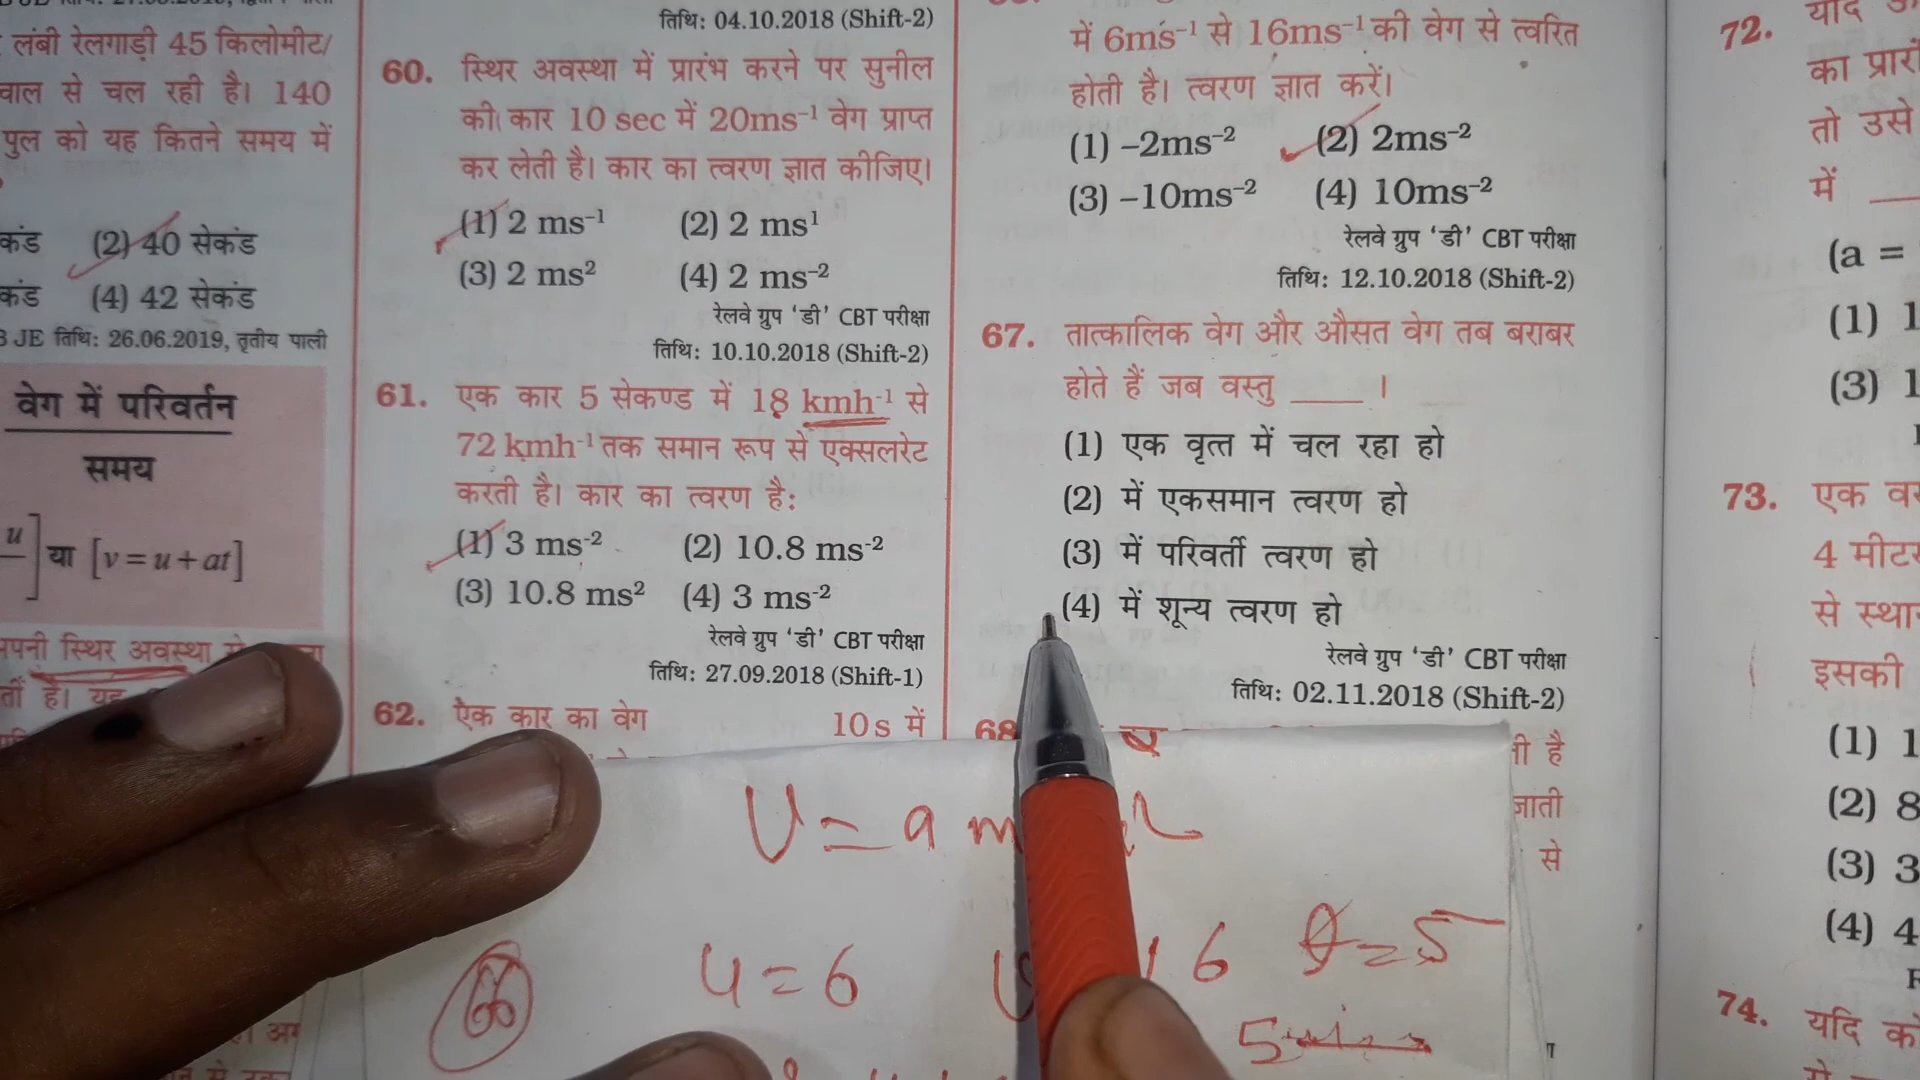 लंबी रेलगाड़ी 45 किलोमीट/
वाल से चल रही है। 140
पुल को यह कितने समय में
कंड (2) 40 सेकंड
कंड (4) 42 सेकंड
JE तिथि: 26.06.2019, तृतीय पाली
वेग में परिवर्तन
समय
u ] या [v = u + at]
स्थिर अवस्था
है। यह
तिथि: 04.10.2018 (Shift-2)
60. स्थिर अवस्था में प्रारंभ करने पर सुनील
की कार 10 sec में 20ms⁻¹ वेग प्राप्त
कर लेती है। कार का त्वरण ज्ञात कीजिए।
(1) 2 ms⁻¹ (2) 2 ms¹
(3) 2 ms² (4) 2 ms⁻²
रेलवे ग्रुप ‘डी’ CBT परीक्षा
तिथि: 10.10.2018 (Shift-2)
61. एक कार 5 सेकण्ड में 18 kmh⁻¹ से
72 kmh⁻¹ तक समान रूप से एक्सलरेट
करती है। कार का त्वरण है:
(1) 3 ms⁻² (2) 10.8 ms⁻²
(3) 10.8 ms² (4) 3 ms⁻²
रेलवे ग्रुप ‘डी’ CBT परीक्षा
तिथि: 27.09.2018 (Shift-1)
62. एक कार का वेग 10s में
में 6ms⁻¹ से 16ms⁻¹ की वेग से त्वरित
होती है। त्वरण ज्ञात करें।
(1) –2ms⁻² (2) 2ms⁻²
(3) –10ms⁻² (4) 10ms⁻²
रेलवे ग्रुप ‘डी’ CBT परीक्षा
तिथि: 12.10.2018 (Shift-2)
67. तात्कालिक वेग और औसत वेग तब बराबर
होते हैं जब वस्तु ____ ।
(1) एक वृत्त में चल रहा हो
(2) में एकसमान त्वरण हो
(3) में परिवर्ती त्वरण हो
(4) में शून्य त्वरण हो
रेलवे ग्रुप ‘डी’ CBT परीक्षा
तिथि: 02.11.2018 (Shift-2)
68
है
जाती
से
u = 6 16 = 5
66
72. यदि
का प्रारं
तो उसे
में
(a =
(1) 1
(3) 1
73. एक
4 मीटर
से स्था
इसकी
(1) 1
(2) 8
(3) 3
(4) 4
74. यदि को